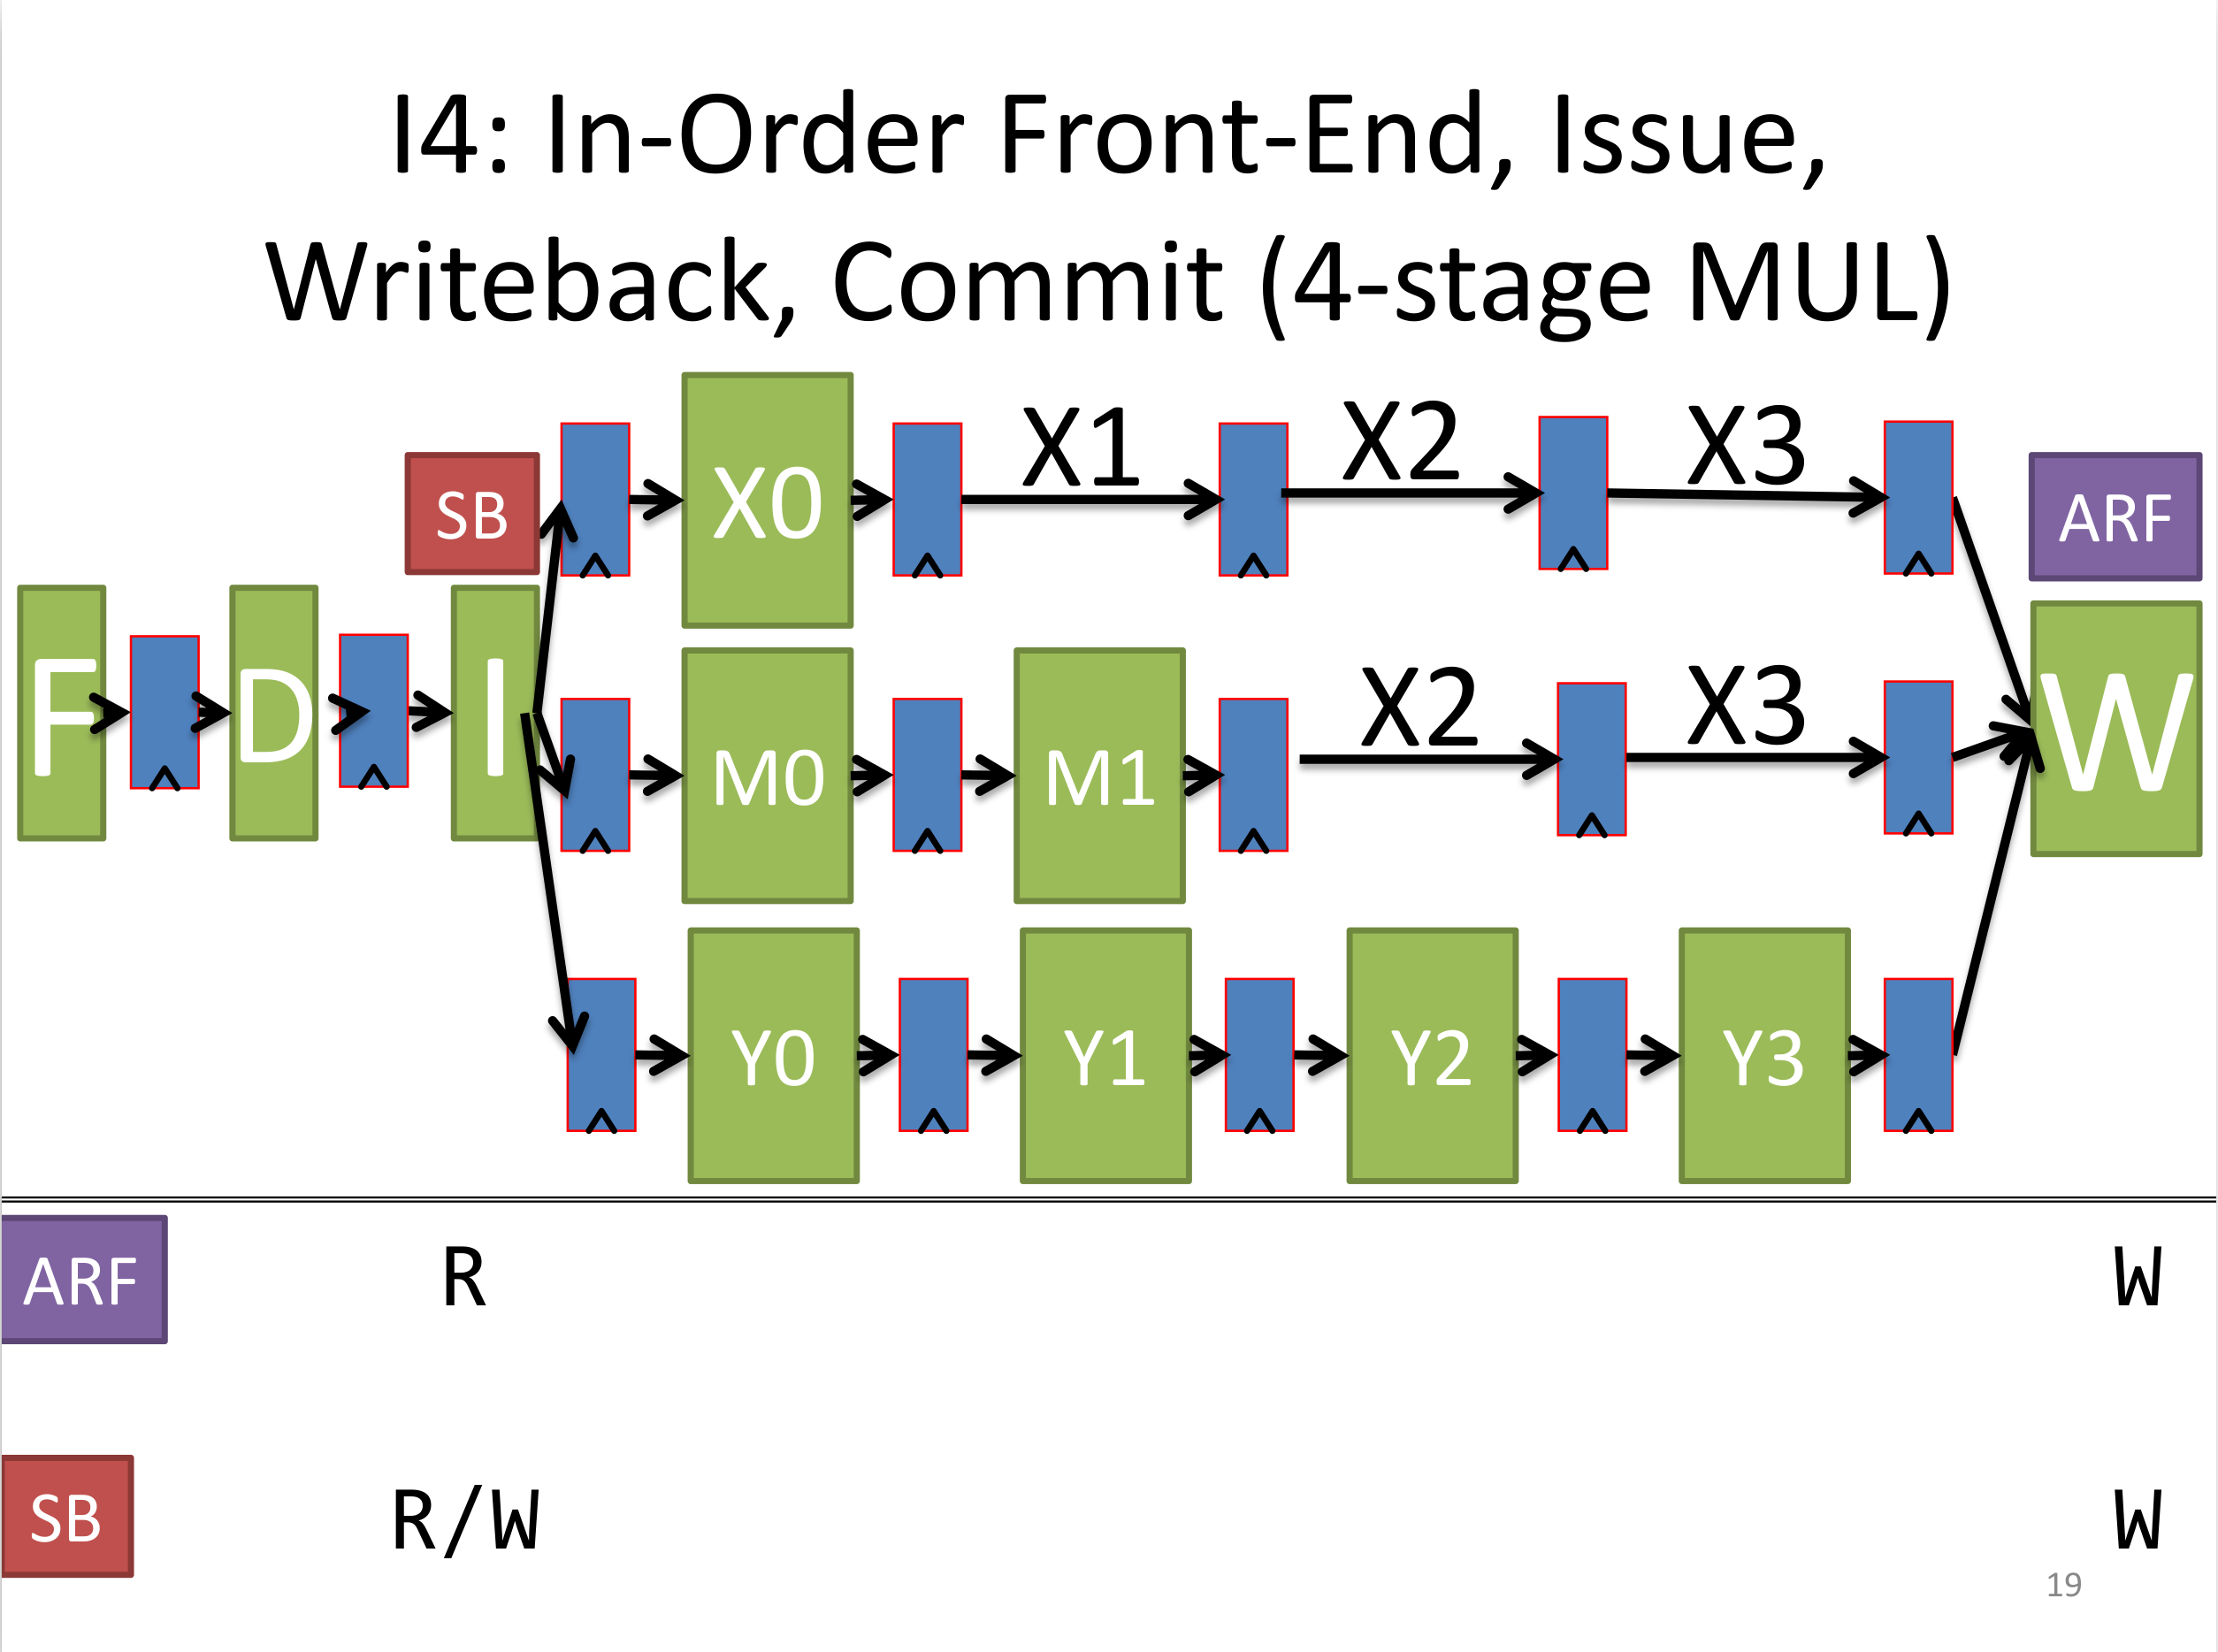 I4: In-Order Front-End, Issue,
Writeback, Commit (4-stage MUL)
SB
X0
X1
X2
X3
ARF
F
D
I
M0
M1
X2
X3
W
Y0
Y1
Y2
Y3
ARF
R
W
SB
R/W
W
19